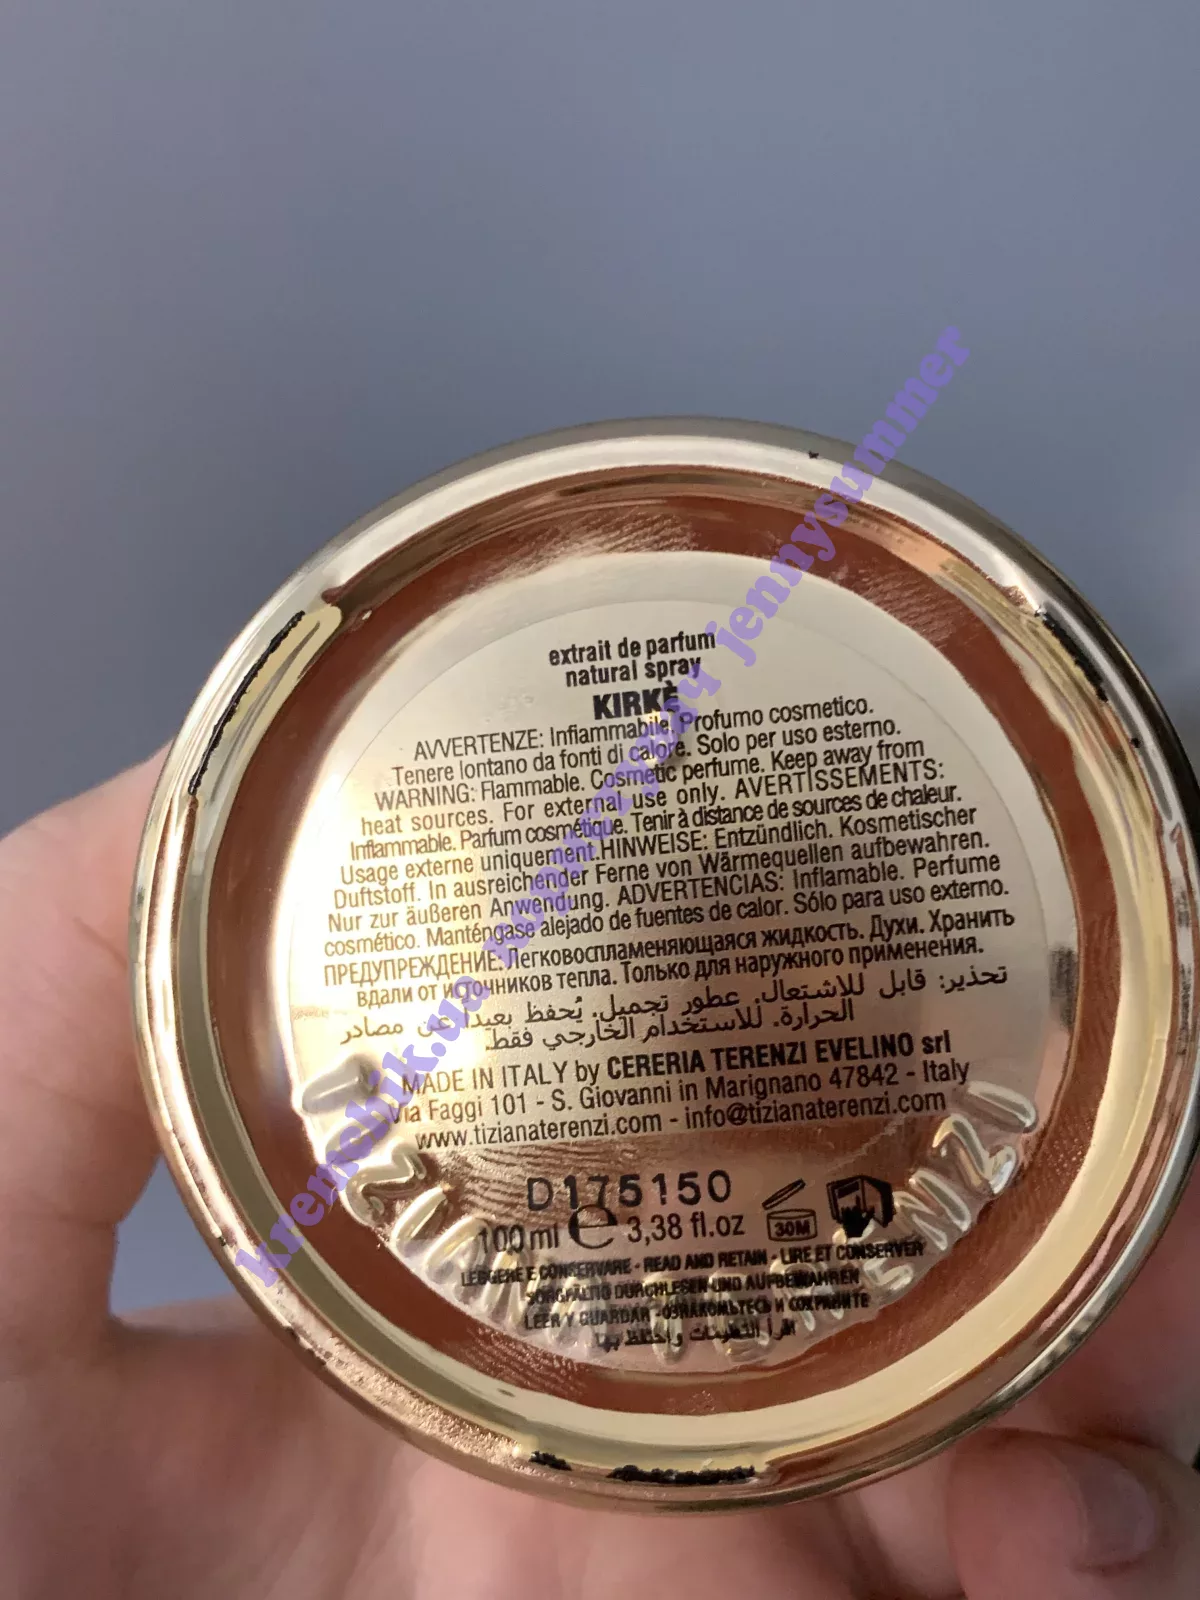 extrait de parfum
natural spray
KIRKÈ
AVVERTENZE: Infiammabile. Profumo cosmetico.
Tenere lontano da fonti di calore. Solo per uso esterno.
WARNING: Flammable. Cosmetic perfume. Keep away from
heat sources. For external use only. AVERTISSEMENTS:
Inflammable. Parfum cosmétique. Tenir à distance de sources de chaleur.
Usage externe uniquement.HINWEISE: Entzündlich. Kosmetischer
Duftstoff. In ausreichender Ferne von Wärmequellen aufbewahren.
Nur zur äußeren Anwendung. ADVERTENCIAS: Inflamable. Perfume
cosmético. Manténgase alejado de fuentes de calor. Sólo para uso externo.
ПРЕДУПРЕЖДЕНИЕ: Легковоспламеняющаяся жидкость. Духи. Хранить
вдали от источников тепла. Только для наружного применения.
تحذير: قابل للاشتعال. عطور تجميل. يُحفظ بعيداً عن مصادر
الحرارة. للاستخدام الخارجي فقط.
MADE IN ITALY by CERERIA TERENZI EVELINO srl
Via Faggi 101 - S. Giovanni in Marignano 47842 - Italy
www.tizianaterenzi.com - info@tizianaterenzi.com
D175150
100 ml e 3,38 fl.oz 30M
LEGGERE E CONSERVARE - READ AND RETAIN - LIRE ET CONSERVER
SORGFÄLTIG DURCHLESEN UND AUFBEWAHREN
LEER Y GUARDAR - ОЗНАКОМЬТЕСЬ И СОХРАНИТЕ
kremchik.ua jennysummer